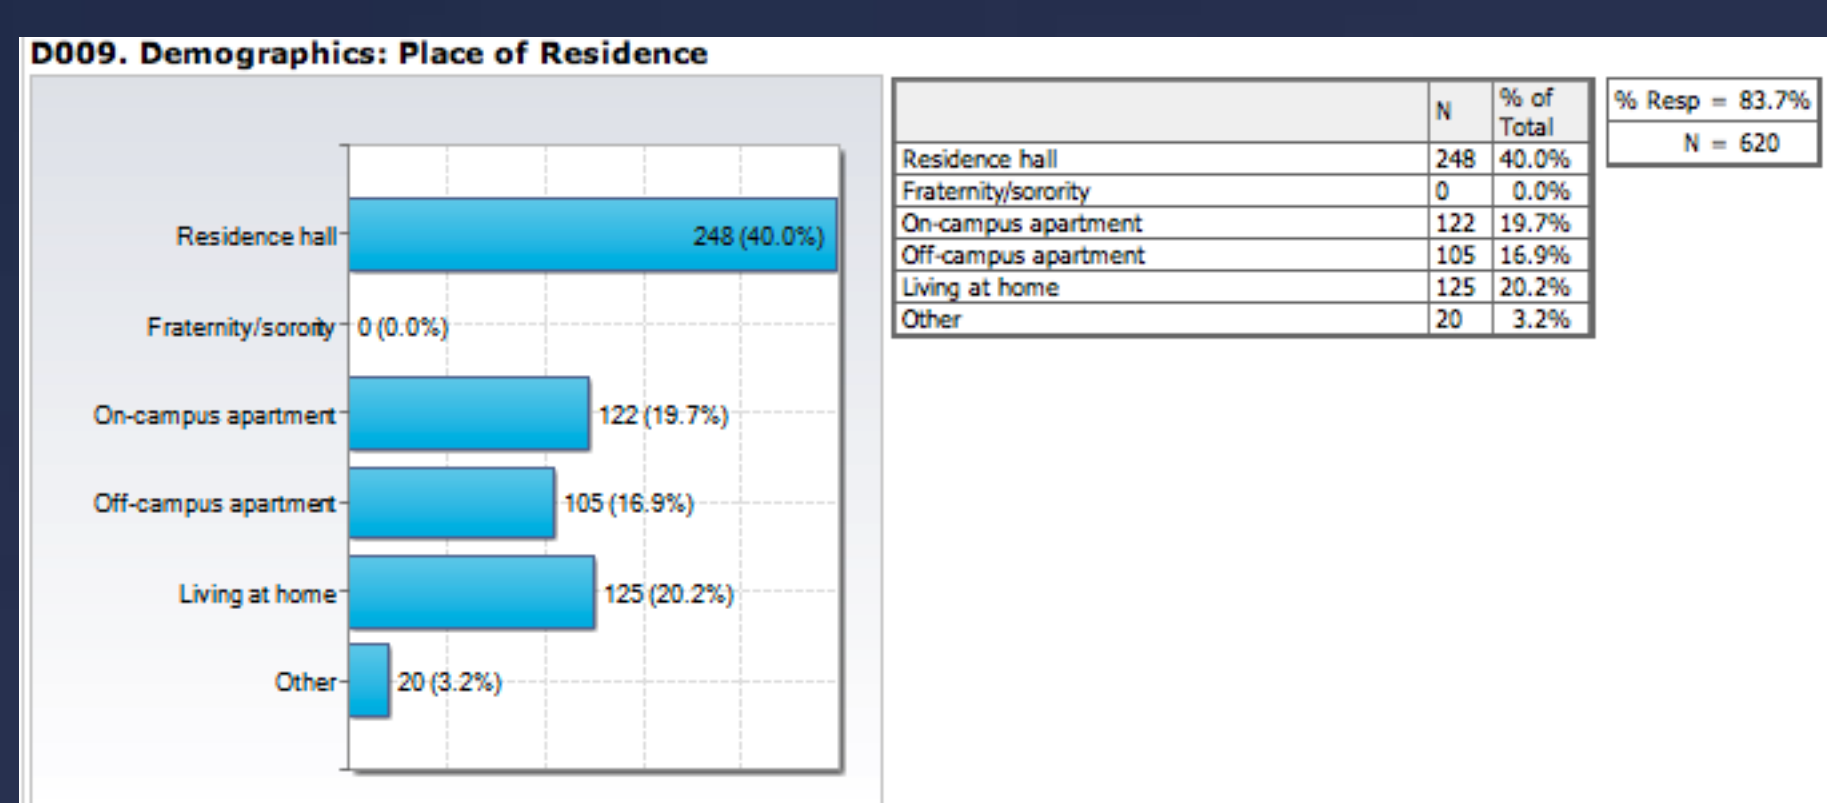 D009. Demographics: Place of Residence
Residence hall 248 (40.0%)
Fraternity/sorority 0 (0.0%)
On-campus apartment 122 (19.7%)
Off-campus apartment 105 (16.9%)
Living at home 125 (20.2%)
Other 20 (3.2%)
N % of Total
Residence hall 248 40.0%
Fraternity/sorority 0 0.0%
On-campus apartment 122 19.7%
Off-campus apartment 105 16.9%
Living at home 125 20.2%
Other 20 3.2%
% Resp = 83.7%
N = 620